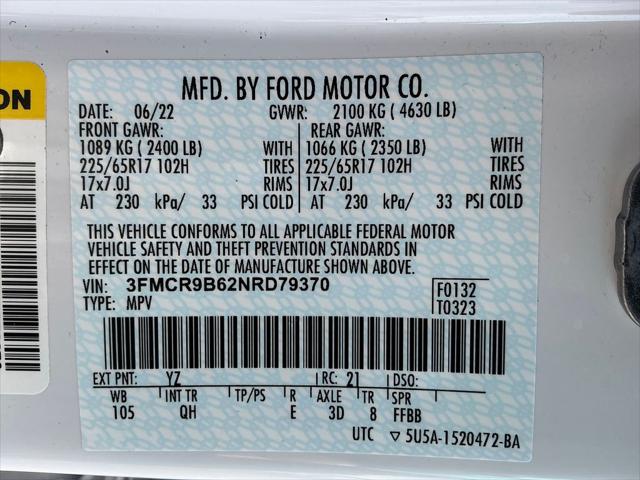 ON
MFD. BY FORD MOTOR CO.
DATE: 06/22 GVWR: 2100 KG ( 4630 LB)
FRONT GAWR: REAR GAWR:
1089 KG ( 2400 LB) WITH 1066 KG ( 2350 LB) WITH
225/65R17 102H TIRES 225/65R17 102H TIRES
17x7.0J RIMS 17x7.0J RIMS
AT 230 kPa/ 33 PSI COLD AT 230 kPa/ 33 PSI COLD
THIS VEHICLE CONFORMS TO ALL APPLICABLE FEDERAL MOTOR
VEHICLE SAFETY AND THEFT PREVENTION STANDARDS IN
EFFECT ON THE DATE OF MANUFACTURE SHOWN ABOVE.
VIN: 3FMCR9B62NRD79370 F0132
TYPE: MPV T0323
EXT PNT: YZ RC: 21 DSO:
WB INT TR TP/PS R AXLE TR SPR
105 QH E 3D 8 FFBB
UTC ▽5U5A-1520472-BA